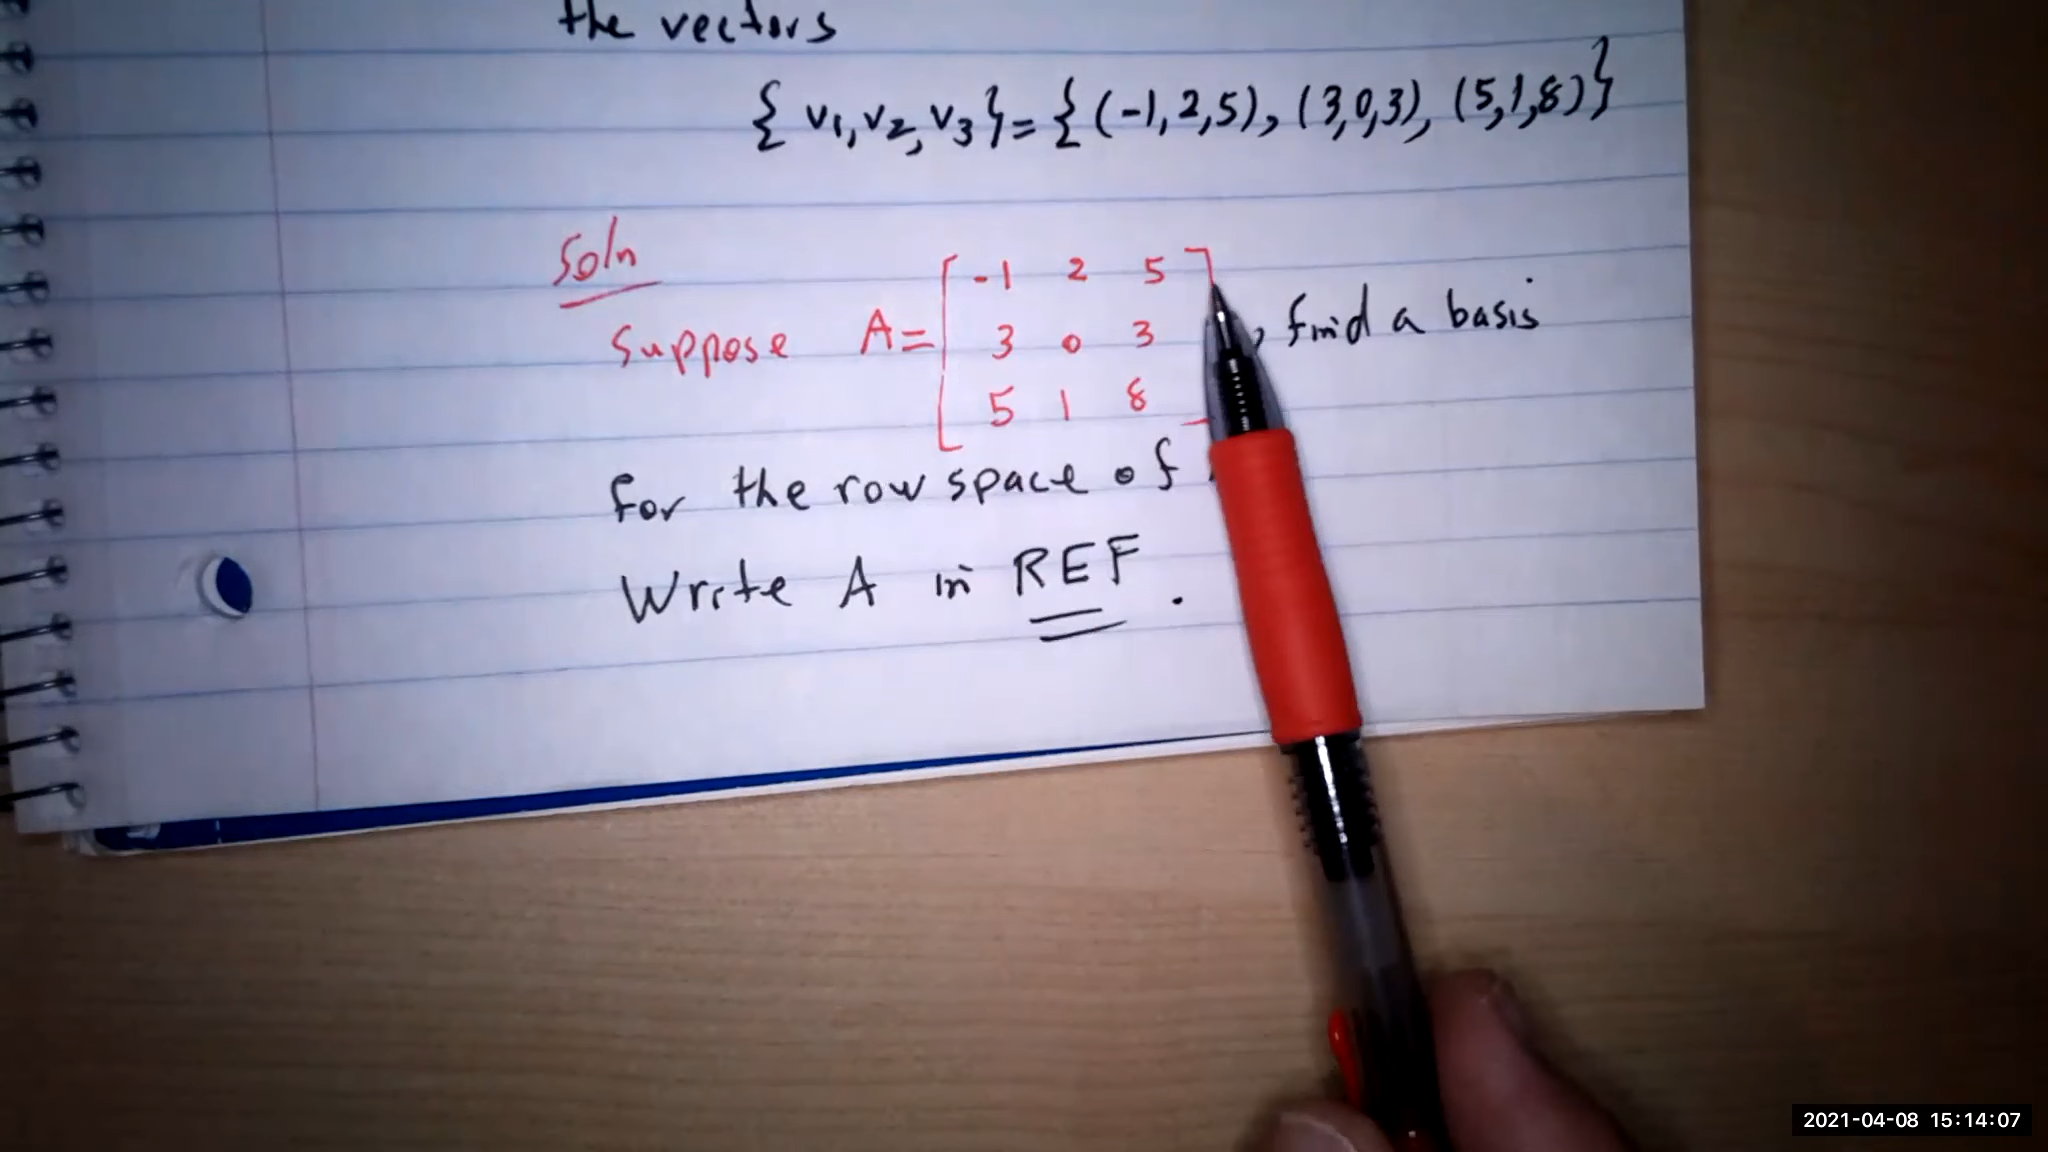 the vectors
{ v1, v2, v3 } = { (-1, 2, 5), (3, 0, 3), (5, 1, 8) }
Soln
Suppose A = [ -1 2 5
3 0 3
5 1 8 ] , find a basis
for the row space of
Write A in REF .
2021-04-08 15:14:07